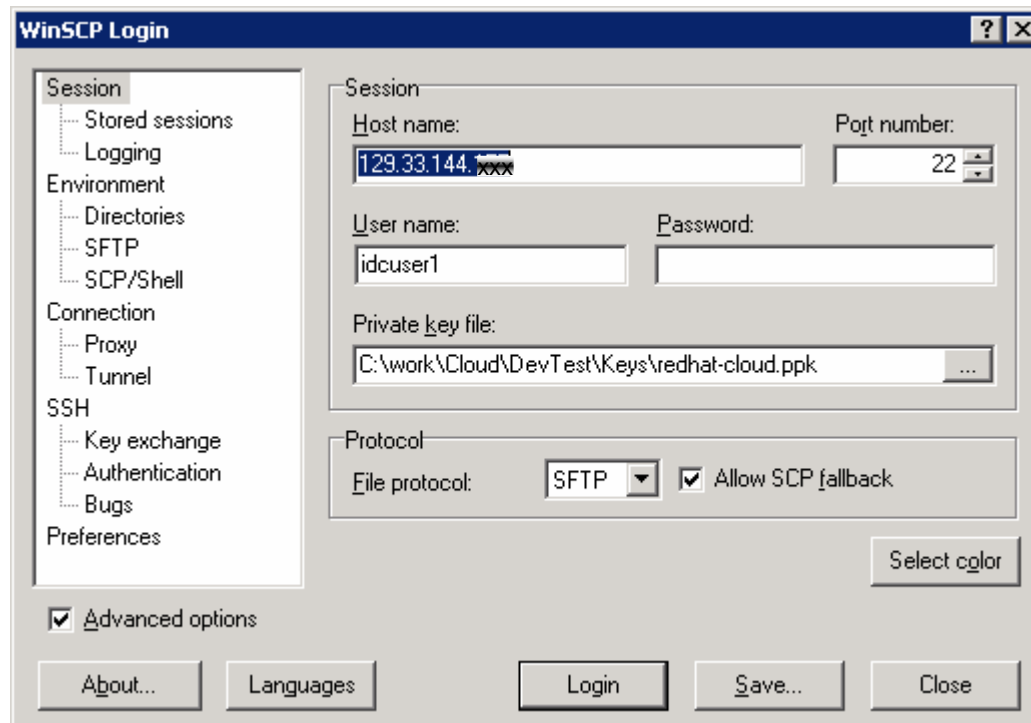 WinSCP Login
Session
Stored sessions
Logging
Environment
Directories
SFTP
SCP/Shell
Connection
Proxy
Tunnel
SSH
Key exchange
Authentication
Bugs
Preferences
Advanced options
Session
Host name:
Port number:
129.33.144.xxx
22
User name:
Password:
idcuser1
Private key file:
C:\work\Cloud\DevTest\Keys\redhat-cloud.ppk
...
Protocol
File protocol:
SFTP
Allow SCP fallback
Select color
About...
Languages
Login
Save...
Close